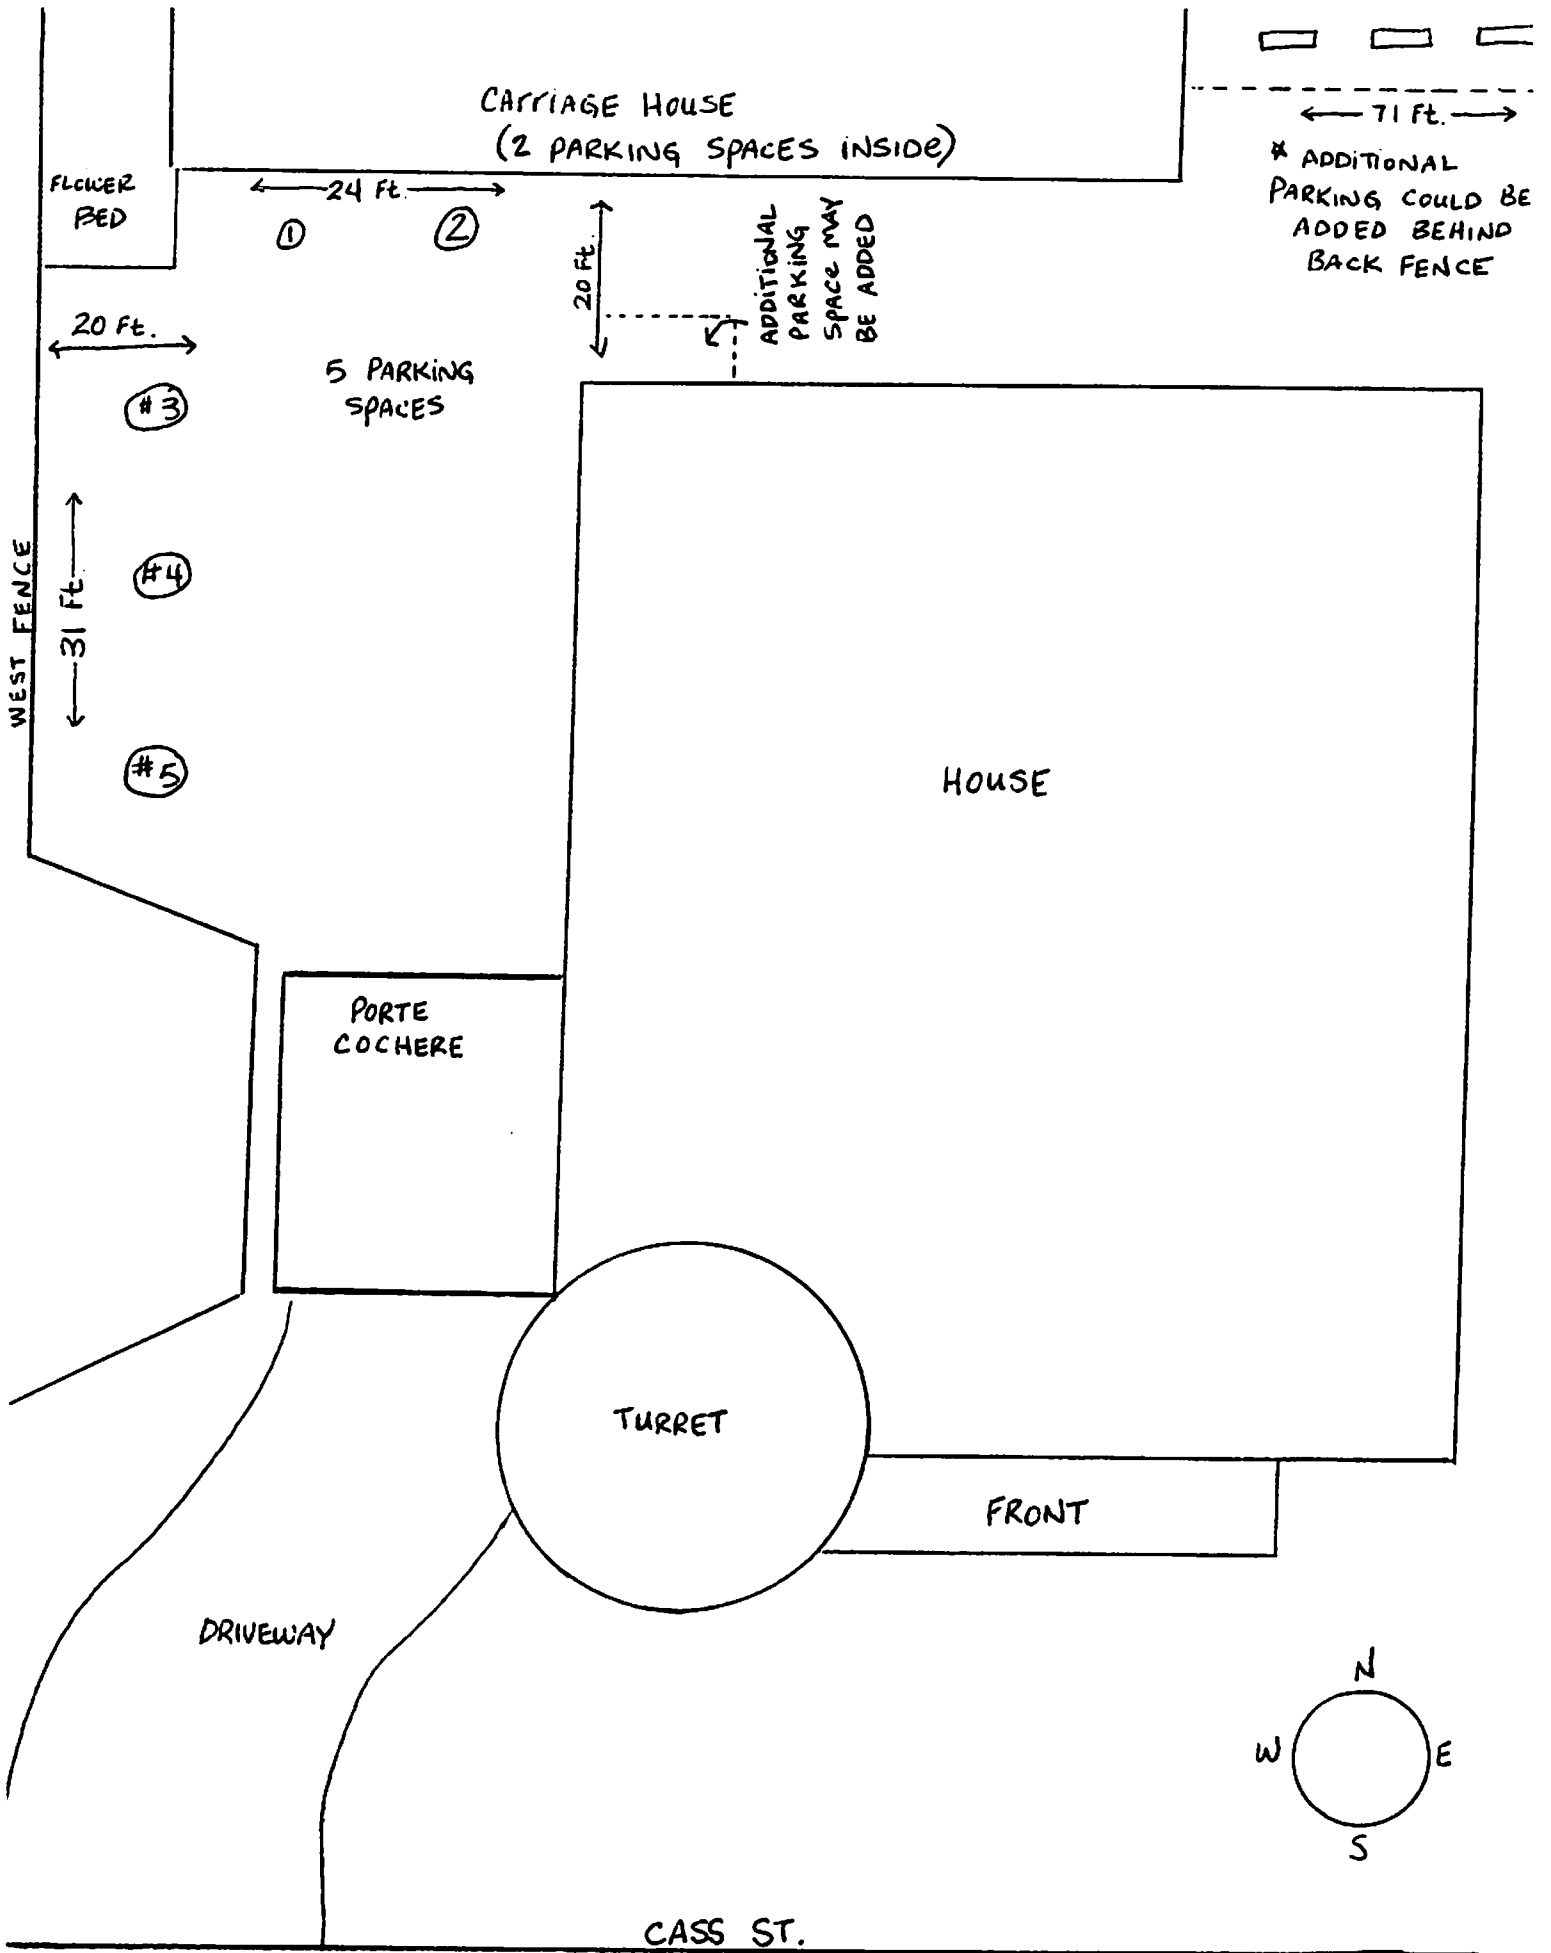 CARRIAGE HOUSE
(2 PARKING SPACES INSIDE)
71 Ft.
* ADDITIONAL
PARKING COULD BE
ADDED BEHIND
BACK FENCE
FLOWER
BED
24 Ft.
1
2
20 Ft.
ADDITIONAL
PARKING
SPACE MAY
BE ADDED
20 Ft.
5 PARKING
SPACES
#3
#4
#5
31 Ft.
WEST FENCE
HOUSE
PORTE
COCHERE
TURRET
FRONT
DRIVEWAY
N
W
E
S
CASS ST.